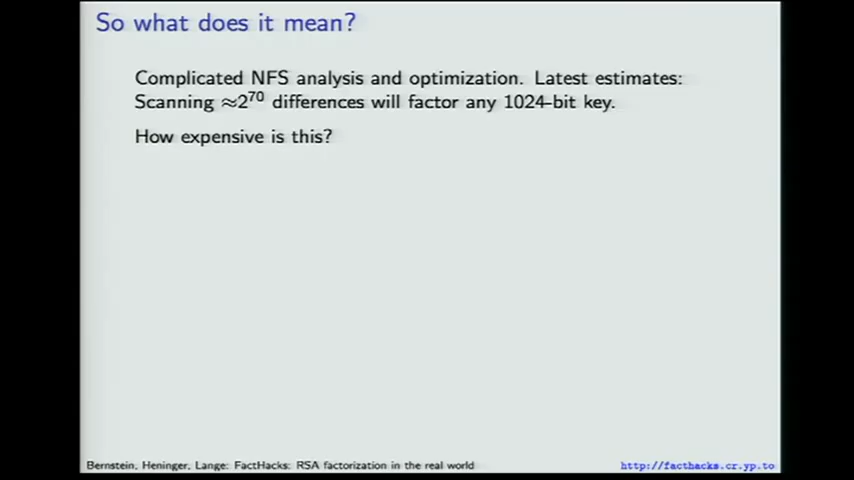 So what does it mean?
Complicated NFS analysis and optimization. Latest estimates:
Scanning ≈2^70 differences will factor any 1024-bit key.
How expensive is this?
Bernstein, Heninger, Lange: FactHacks: RSA factorization in the real world
http://facthacks.cr.yp.to